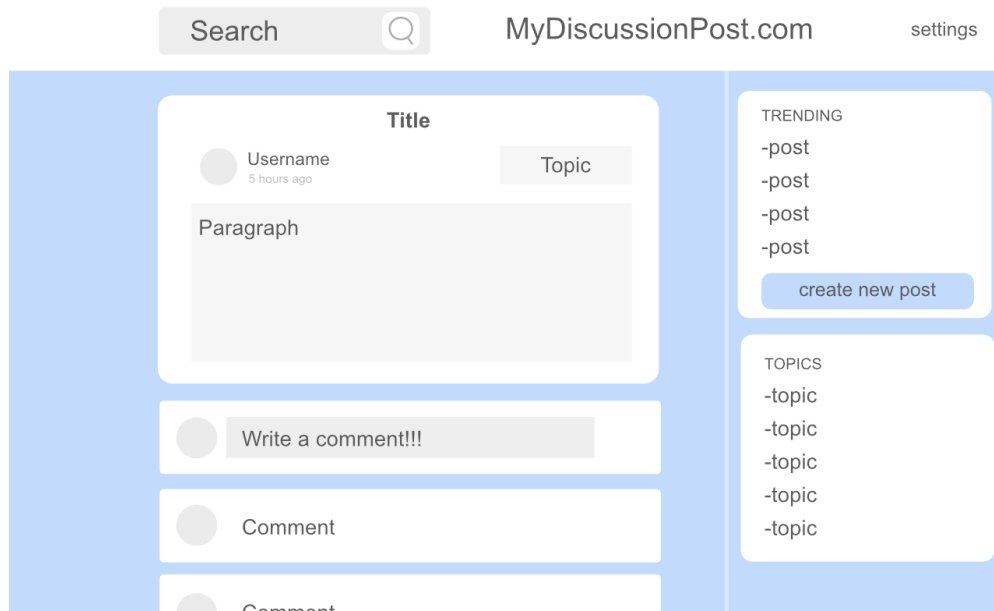 Search
MyDiscussionPost.com
settings
Title
Username
5 hours ago
Topic
Paragraph
Write a comment!!!
Comment
Comment
TRENDING
-post
-post
-post
-post
create new post
TOPICS
-topic
-topic
-topic
-topic
-topic